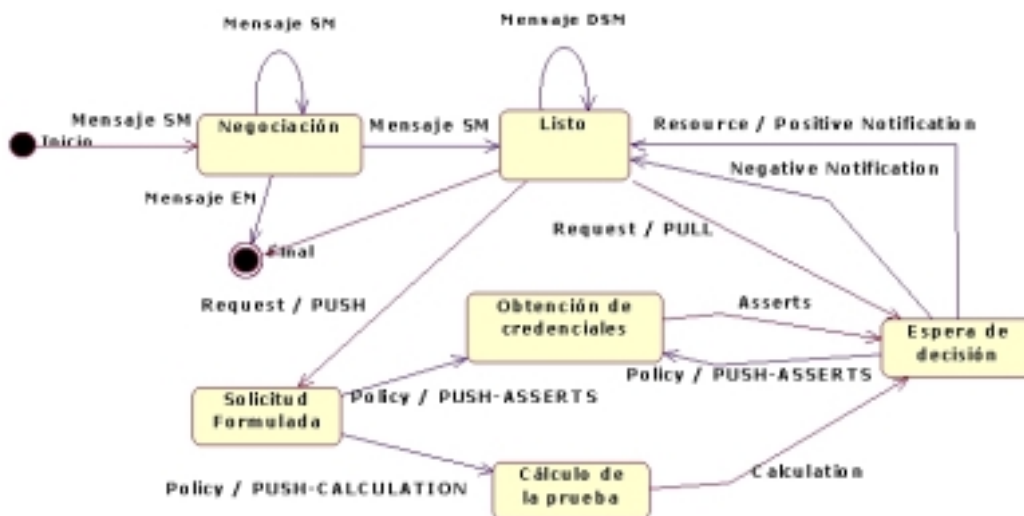 Mensaje SM
Mensaje DSM
Mensaje SM
Inicio
Negociación
Mensaje SM
Listo
Resource / Positive Notification
Negative Notification
Mensaje EM
Final
Request / PULL
Request / PUSH
Obtención de
credenciales
Asserts
Espera de
decisión
Policy / PUSH-ASSERTS
Solicitud
Formulada
Policy / PUSH-ASSERTS
Policy / PUSH-CALCULATION
Cálculo de
la prueba
Calculation